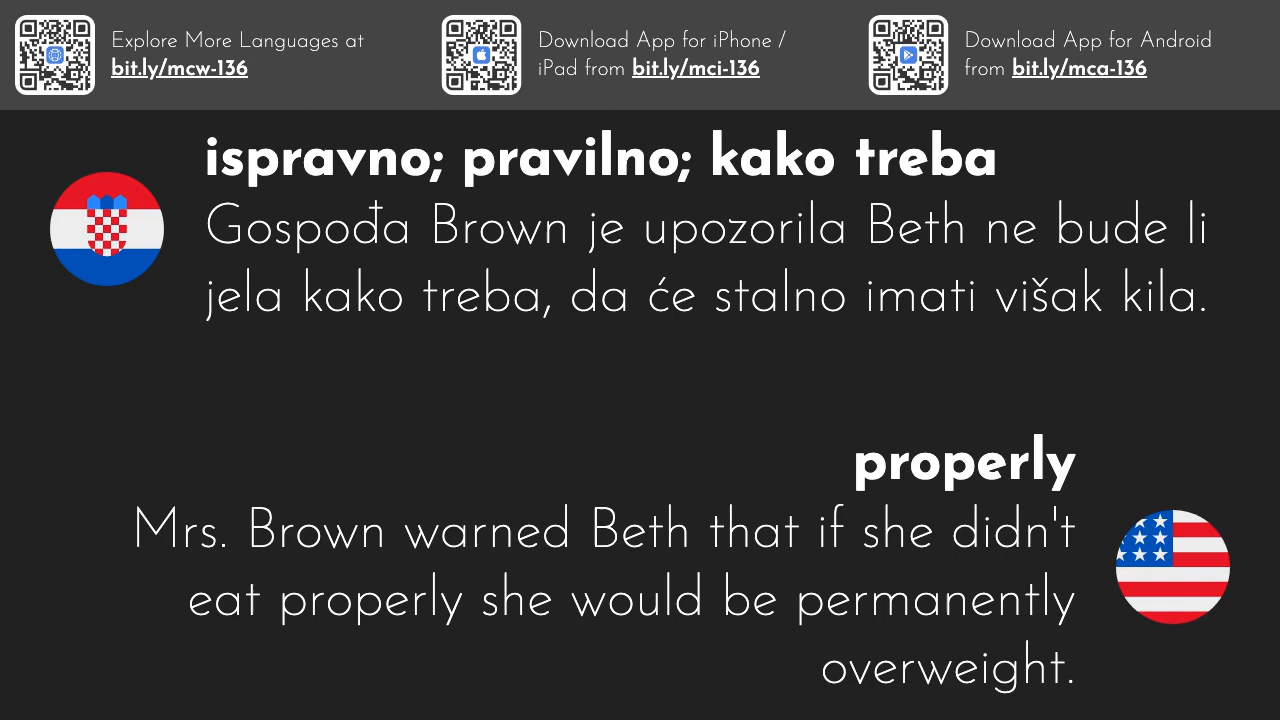 Explore More Languages at
bit.ly/mcw-136
Download App for iPhone /
iPad from bit.ly/mci-136
Download App for Android
from bit.ly/mca-136
ispravno; pravilno; kako treba
Gospođa Brown je upozorila Beth ne bude li
jela kako treba, da će stalno imati višak kila.
properly
Mrs. Brown warned Beth that if she didn't
eat properly she would be permanently
overweight.